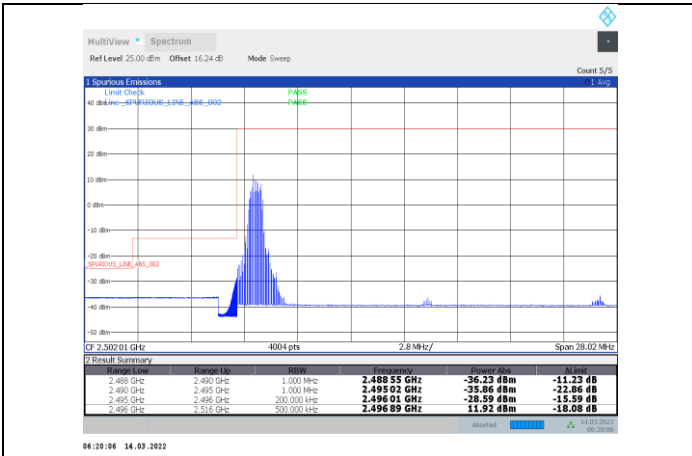 MultiView Spectrum
Ref Level 25.00 dBm Offset 16.24 dB Mode Sweep
Count 5/5
1 Spurious Emissions 1 Avg
Limit Check PASS
40 dBm Line _SPURIOUS_LINE_ABS_002 PASS
30 dBm
20 dBm
10 dBm
0 dBm
-10 dBm
-20 dBm
_SPURIOUS_LINE_ABS_002
-30 dBm
-40 dBm
-50 dBm
CF 2.50201 GHz 4004 pts 2.8 MHz/ Span 28.02 MHz
2 Result Summary
Range Low Range Up RBW Frequency Power Abs ΔLimit
2.488 GHz 2.490 GHz 1.000 MHz 2.488 55 GHz -36.23 dBm -11.23 dB
2.490 GHz 2.495 GHz 1.000 MHz 2.495 02 GHz -35.86 dBm -22.86 dB
2.495 GHz 2.496 GHz 200.000 kHz 2.496 01 GHz -28.59 dBm -15.59 dB
2.496 GHz 2.516 GHz 500.000 kHz 2.496 89 GHz 11.92 dBm -18.08 dB
Aborted 14.03.2022
06:20:06
06:20:06 14.03.2022